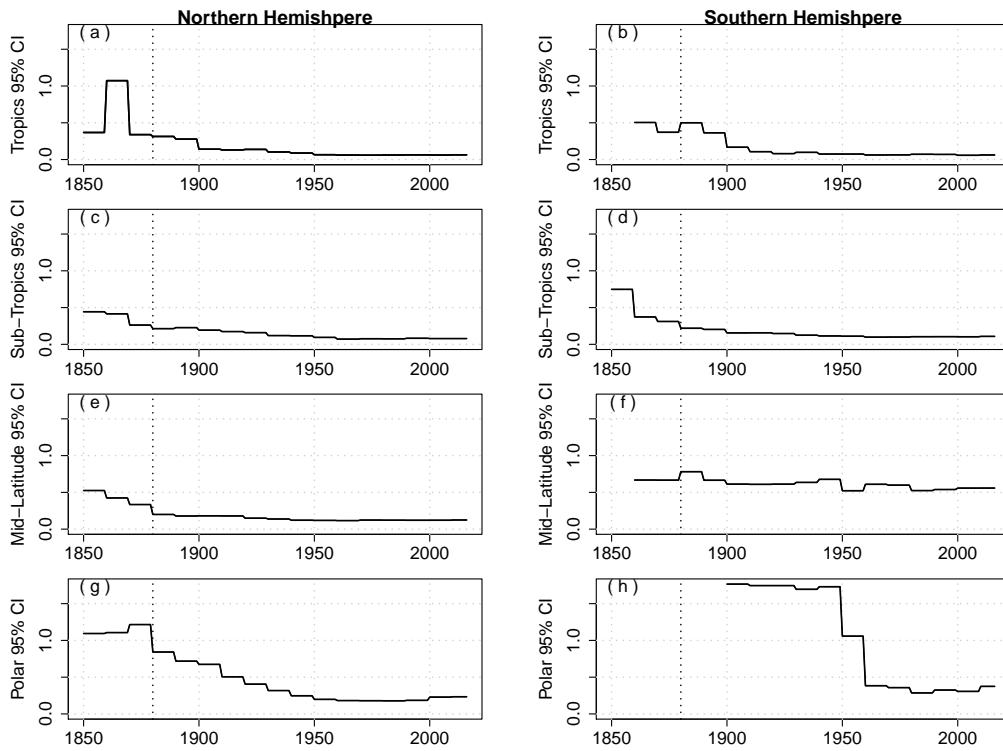 Northern Hemishpere
Southern Hemishpere
( a )
Tropics 95% CI
0.0
1.0
1850
1900
1950
2000
( b )
Tropics 95% CI
0.0
1.0
1850
1900
1950
2000
( c )
Sub−Tropics 95% CI
0.0
1.0
1850
1900
1950
2000
( d )
Sub−Tropics 95% CI
0.0
1.0
1850
1900
1950
2000
( e )
Mid−Latitude 95% CI
0.0
1.0
1850
1900
1950
2000
( f )
Mid−Latitude 95% CI
0.0
1.0
1850
1900
1950
2000
( g )
Polar 95% CI
0.0
1.0
1850
1900
1950
2000
( h )
Polar 95% CI
0.0
1.0
1850
1900
1950
2000